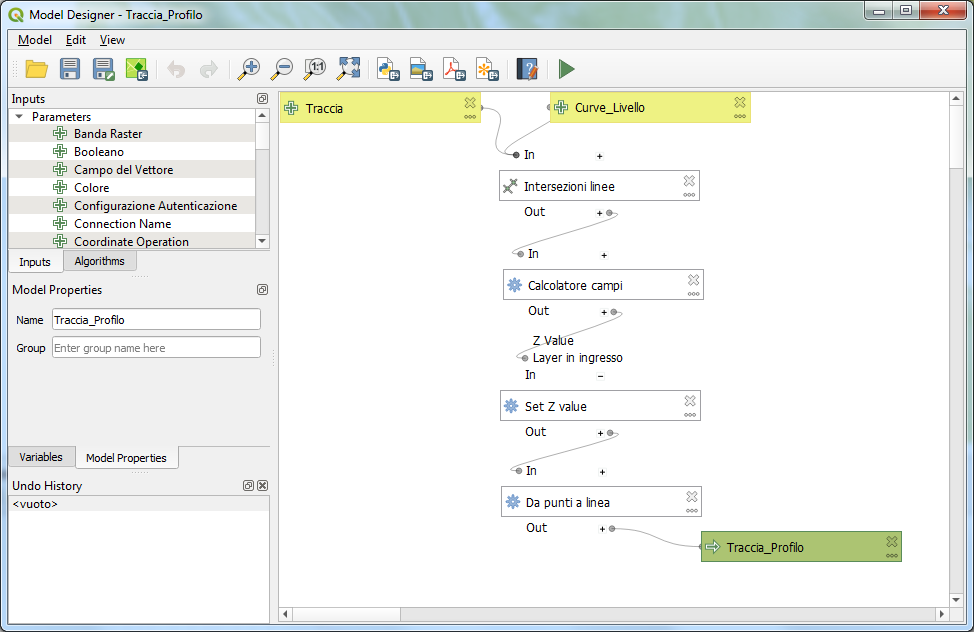 Model Designer - Traccia_Profilo
Model Edit View
1:1
Inputs
Parameters
Banda Raster
Booleano
Campo del Vettore
Colore
Configurazione Autenticazione
Connection Name
Coordinate Operation
Inputs Algorithms
Model Properties
Name Traccia_Profilo
Group Enter group name here
Variables Model Properties
Undo History
<vuoto>
Traccia
Curve_Livello
In +
Intersezioni linee
Out +
In +
Calcolatore campi
Out +
Z Value
Layer in ingresso
In -
Set Z value
Out +
In +
Da punti a linea
Out +
Traccia_Profilo